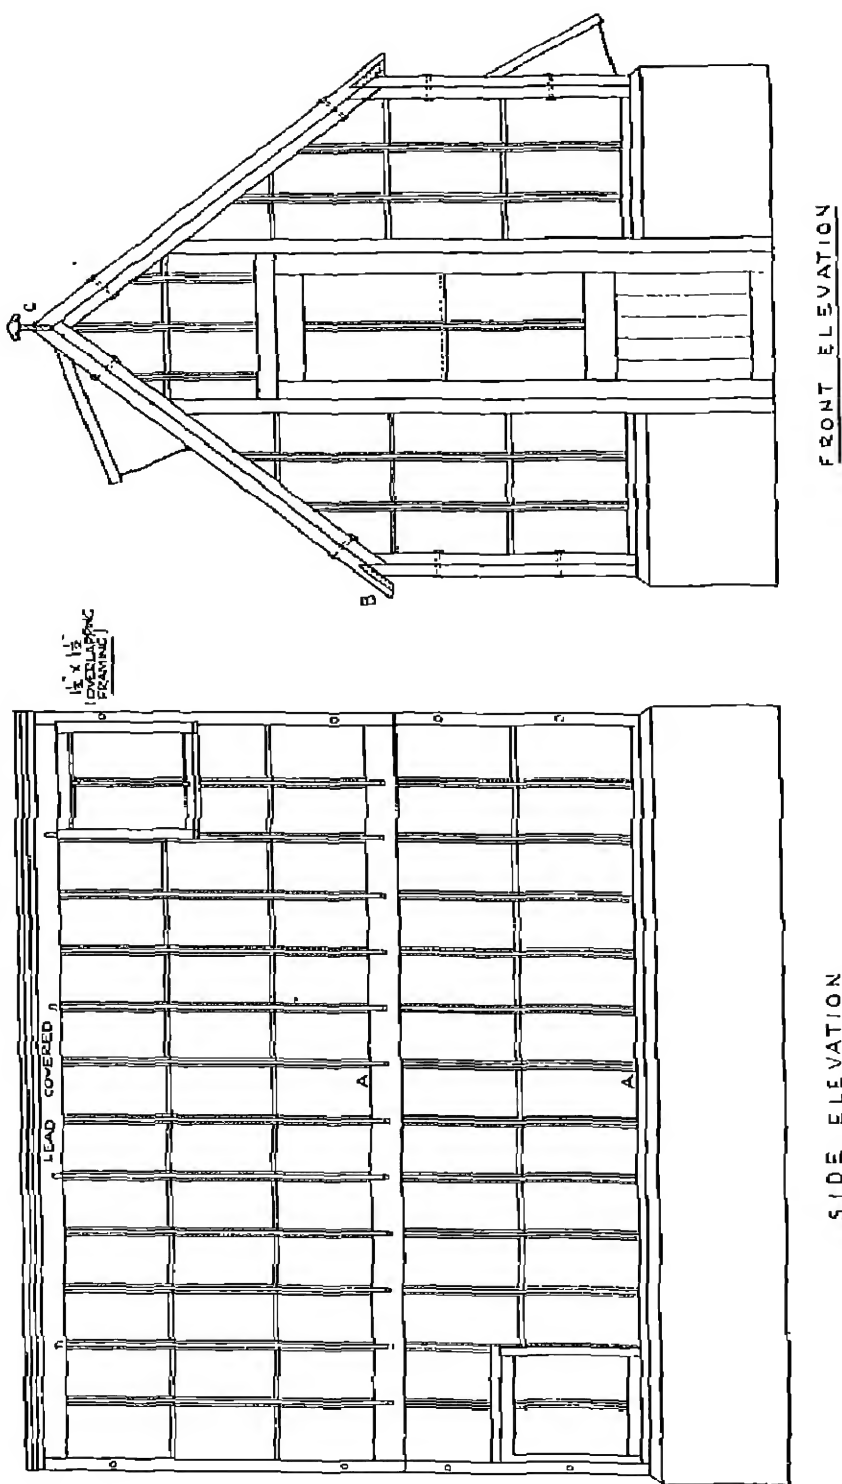 C
B
FRONT ELEVATION
1½" x 1½"
(OVERLAPPING
FRAMING)
LEAD COVERED
A
A
SIDE ELEVATION